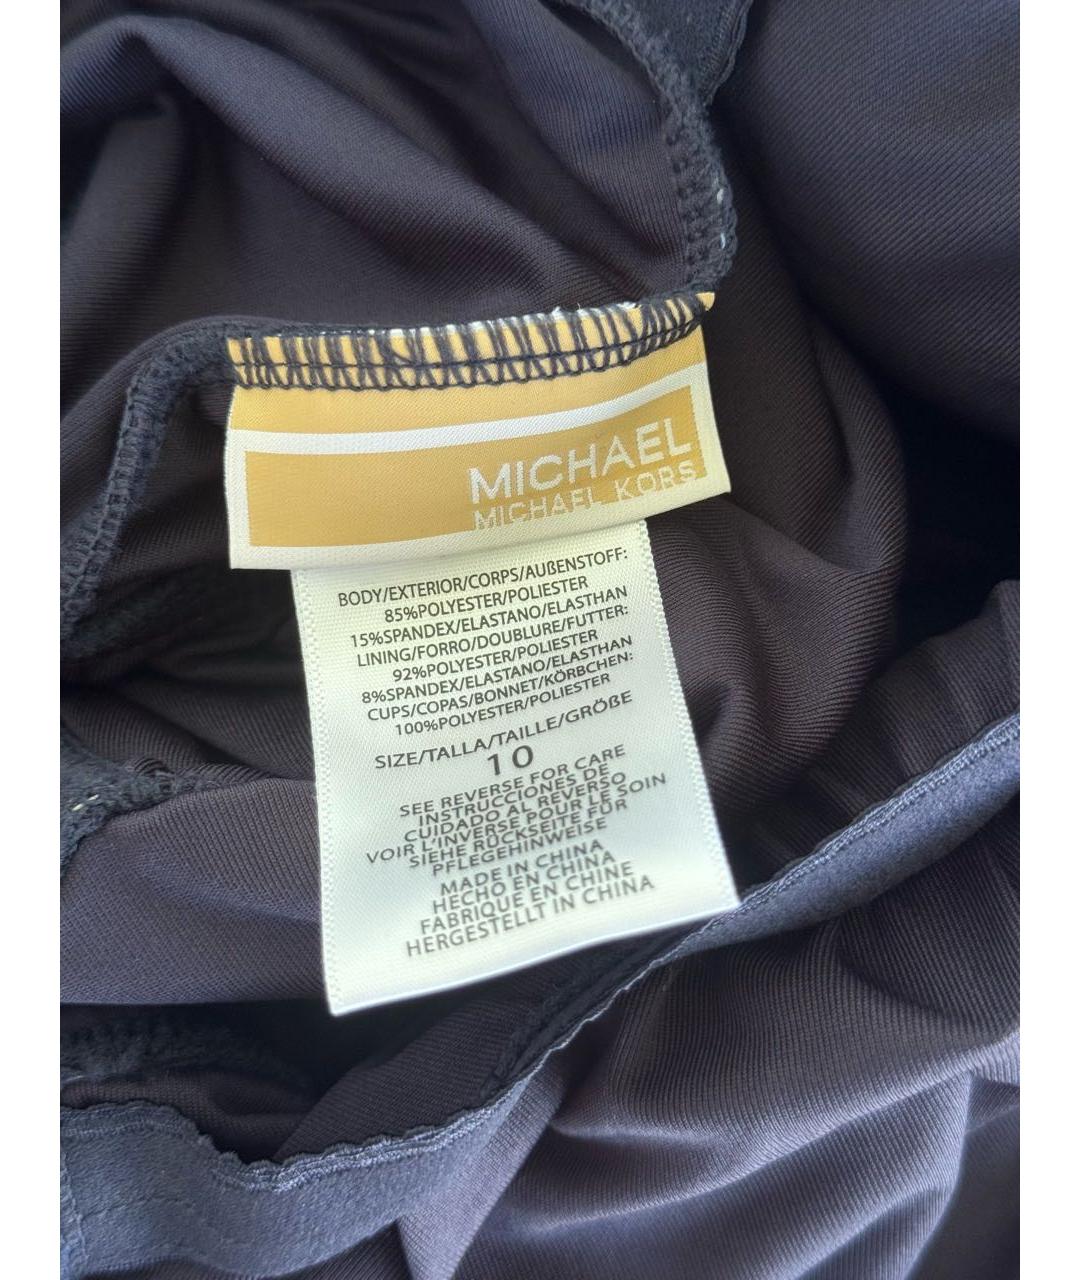 MICHAEL
MICHAEL KORS
BODY/EXTERIOR/CORPS/AUßENSTOFF:
85%POLYESTER/POLIESTER
15%SPANDEX/ELASTANO/ELASTHAN
LINING/FORRO/DOUBLURE/FUTTER:
92%POLYESTER/POLIESTER
8%SPANDEX/ELASTANO/ELASTHAN
CUPS/COPAS/BONNET/KÖRBCHEN:
100%POLYESTER/POLIESTER
SIZE/TALLA/TAILLE/GRÖßE
10
SEE REVERSE FOR CARE
INSTRUCCIONES DE
CUIDADO AL REVERSO
VOIR L'INVERSE POUR LE SOIN
SIEHE RÜCKSEITE FÜR
PFLEGEHINWEISE
MADE IN CHINA
HECHO EN CHINA
FABRIQUE EN CHINE
HERGESTELLT IN CHINA